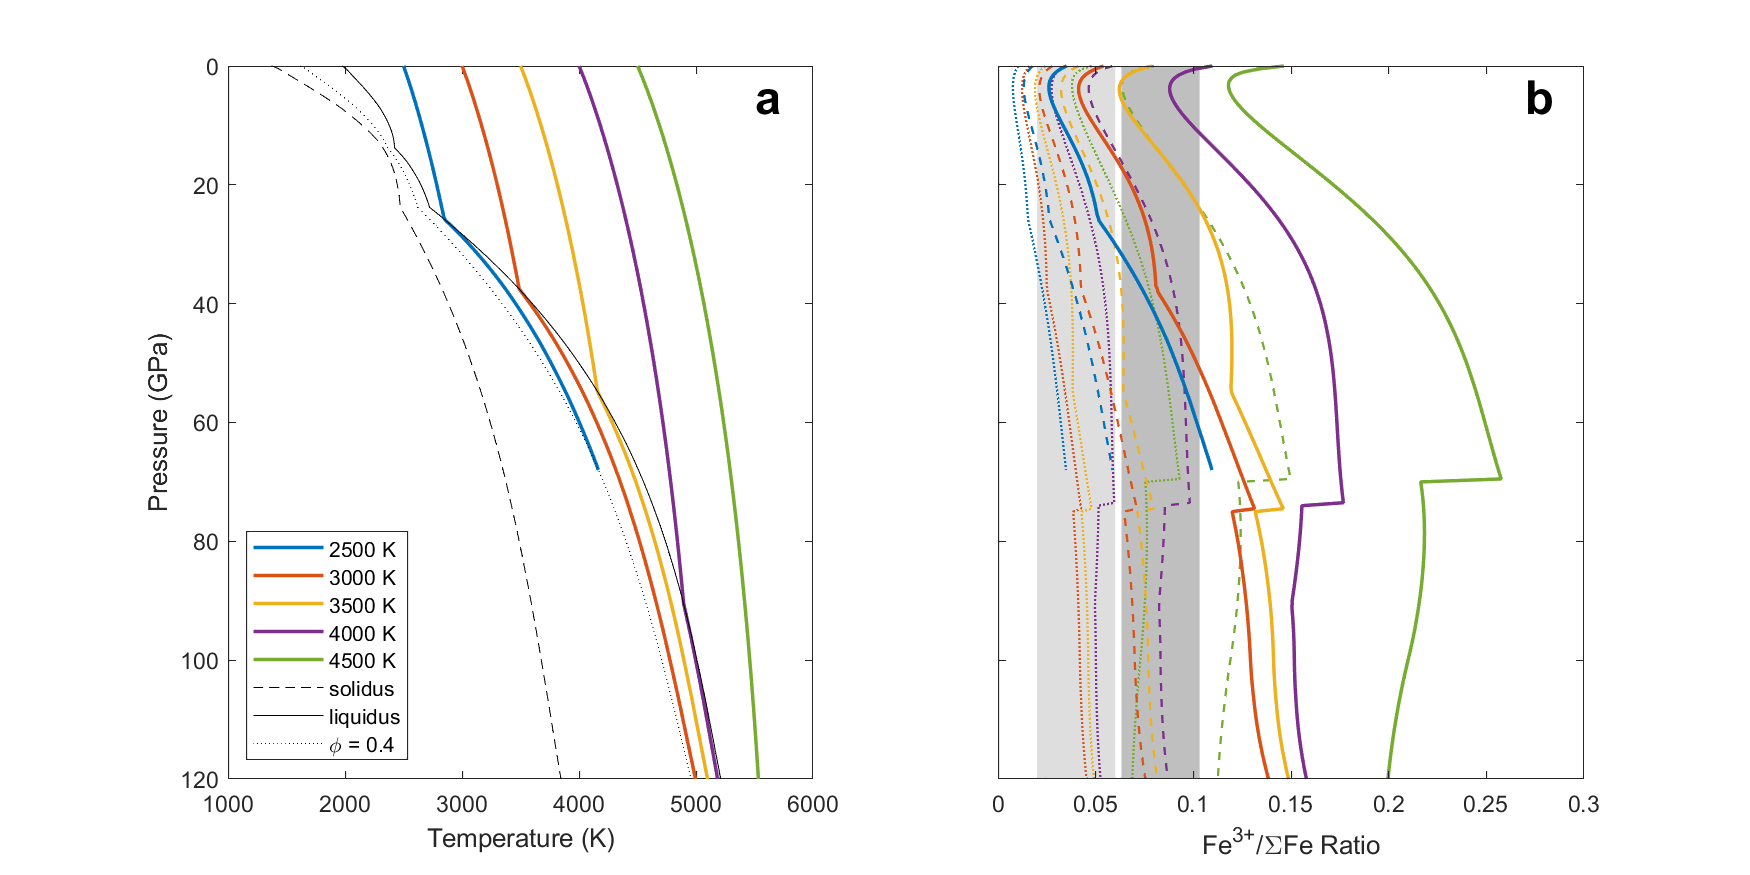 a
b
0
20
40
60
80
100
120
Pressure (GPa)
2500 K
3000 K
3500 K
4000 K
4500 K
solidus
liquidus
ϕ = 0.4
1000
2000
3000
4000
5000
6000
Temperature (K)
0
0.05
0.1
0.15
0.2
0.25
0.3
Fe³⁺/ΣFe Ratio